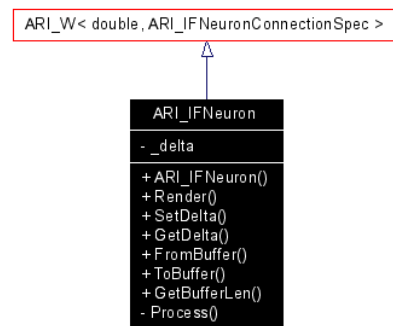 ARI_W< double, ARI_IFNeuronConnectionSpec >
ARI_IFNeuron
- _delta
+ ARI_IFNeuron()
+ Render()
+ SetDelta()
+ GetDelta()
+ FromBuffer()
+ ToBuffer()
+ GetBufferLen()
- Process()